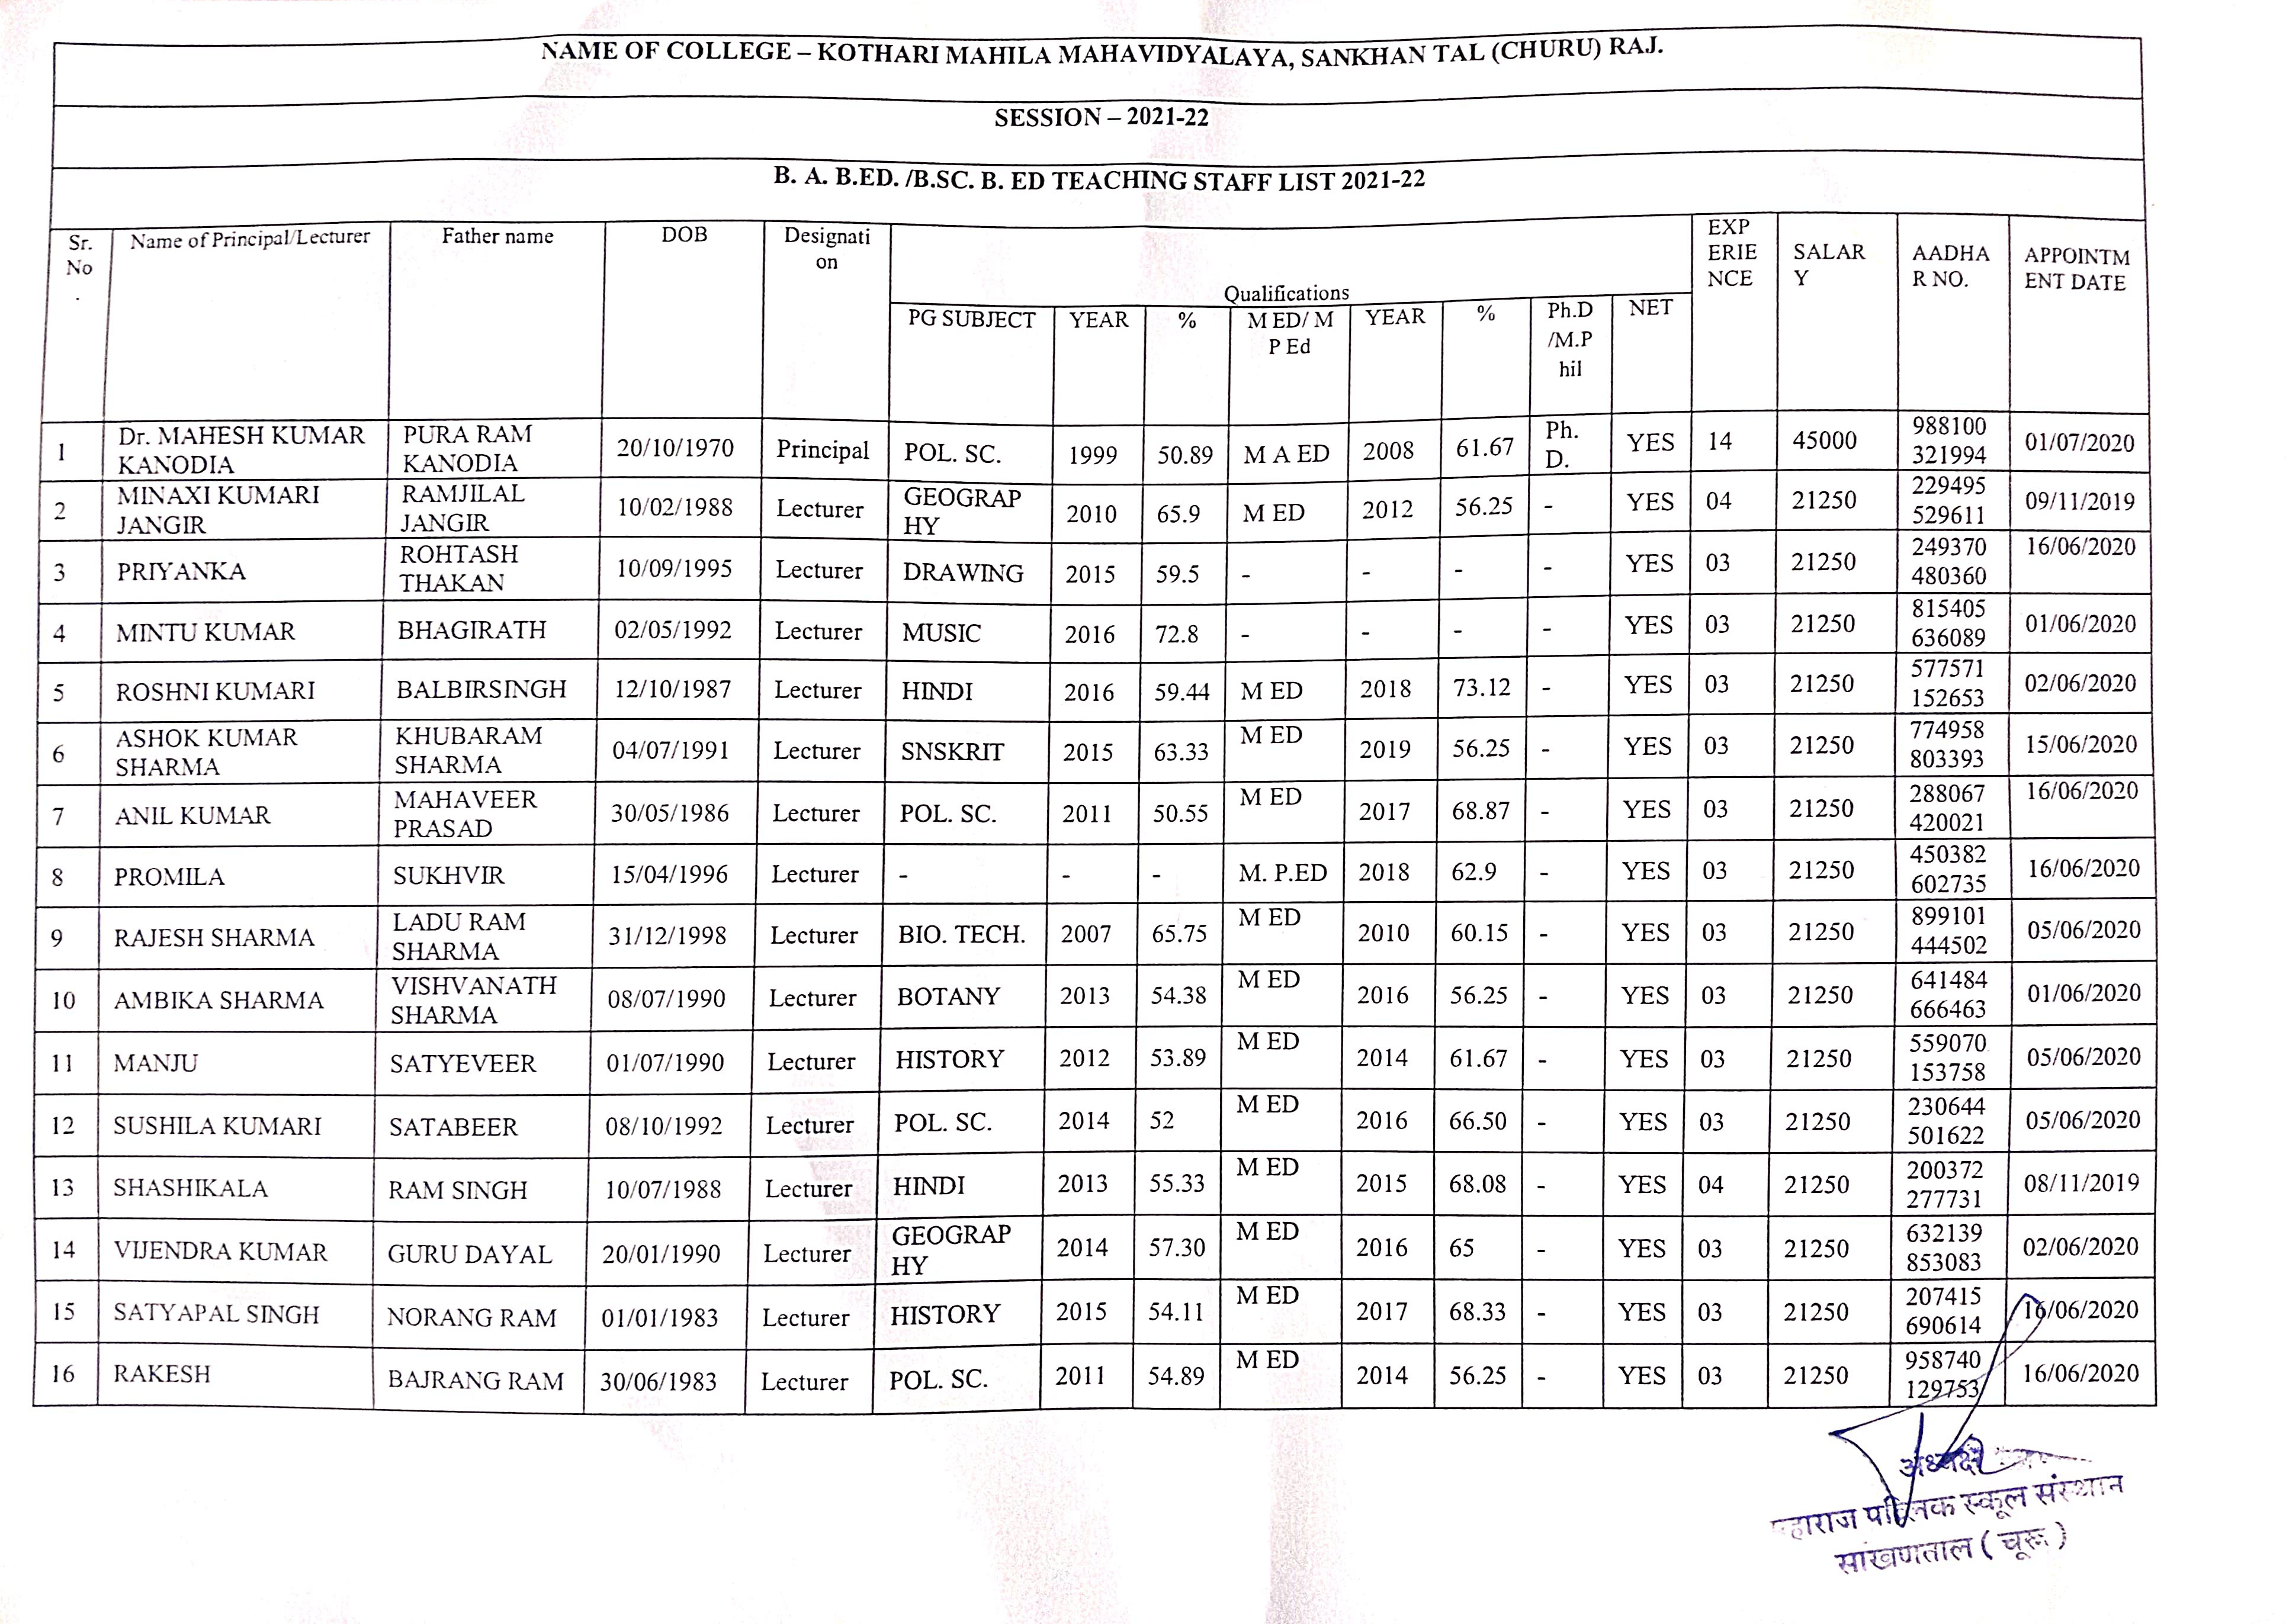 NAME OF COLLEGE – KOTHARI MAHILA MAHAVIDYALAYA, SANKHAN TAL (CHURU) RAJ.
SESSION – 2021-22
B. A. B.ED. /B.SC. B. ED TEACHING STAFF LIST 2021-22
Sr. No . Name of Principal/Lecturer Father name DOB Designati on Qualifications EXP ERIE NCE SALAR Y AADHA R NO. APPOINTM ENT DATE
PG SUBJECT YEAR % M ED/ M P Ed YEAR % Ph.D /M.P hil NET
1 Dr. MAHESH KUMAR KANODIA PURA RAM KANODIA 20/10/1970 Principal POL. SC. 1999 50.89 M A ED 2008 61.67 Ph. D. YES 14 45000 988100 321994 01/07/2020
2 MINAXI KUMARI JANGIR RAMJILAL JANGIR 10/02/1988 Lecturer GEOGRAP HY 2010 65.9 M ED 2012 56.25 - YES 04 21250 229495 529611 09/11/2019
3 PRIYANKA ROHTASH THAKAN 10/09/1995 Lecturer DRAWING 2015 59.5 - - - - YES 03 21250 249370 480360 16/06/2020
4 MINTU KUMAR BHAGIRATH 02/05/1992 Lecturer MUSIC 2016 72.8 - - - - YES 03 21250 815405 636089 01/06/2020
5 ROSHNI KUMARI BALBIRSINGH 12/10/1987 Lecturer HINDI 2016 59.44 M ED 2018 73.12 - YES 03 21250 577571 152653 02/06/2020
6 ASHOK KUMAR SHARMA KHUBARAM SHARMA 04/07/1991 Lecturer SNSKRIT 2015 63.33 M ED 2019 56.25 - YES 03 21250 774958 803393 15/06/2020
7 ANIL KUMAR MAHAVEER PRASAD 30/05/1986 Lecturer POL. SC. 2011 50.55 M ED 2017 68.87 - YES 03 21250 288067 420021 16/06/2020
8 PROMILA SUKHVIR 15/04/1996 Lecturer - - - M. P.ED 2018 62.9 - YES 03 21250 450382 602735 16/06/2020
9 RAJESH SHARMA LADU RAM SHARMA 31/12/1998 Lecturer BIO. TECH. 2007 65.75 M ED 2010 60.15 - YES 03 21250 899101 444502 05/06/2020
10 AMBIKA SHARMA VISHVANATH SHARMA 08/07/1990 Lecturer BOTANY 2013 54.38 M ED 2016 56.25 - YES 03 21250 641484 666463 01/06/2020
11 MANJU SATYEVEER 01/07/1990 Lecturer HISTORY 2012 53.89 M ED 2014 61.67 - YES 03 21250 559070 153758 05/06/2020
12 SUSHILA KUMARI SATABEER 08/10/1992 Lecturer POL. SC. 2014 52 M ED 2016 66.50 - YES 03 21250 230644 501622 05/06/2020
13 SHASHIKALA RAM SINGH 10/07/1988 Lecturer HINDI 2013 55.33 M ED 2015 68.08 - YES 04 21250 200372 277731 08/11/2019
14 VIJENDRA KUMAR GURU DAYAL 20/01/1990 Lecturer GEOGRAP HY 2014 57.30 M ED 2016 65 - YES 03 21250 632139 853083 02/06/2020
15 SATYAPAL SINGH NORANG RAM 01/01/1983 Lecturer HISTORY 2015 54.11 M ED 2017 68.33 - YES 03 21250 207415 690614 16/06/2020
16 RAKESH BAJRANG RAM 30/06/1983 Lecturer POL. SC. 2011 54.89 M ED 2014 56.25 - YES 03 21250 958740 129753 16/06/2020
अध्यक्ष
महाराज पब्लिक स्कूल संस्थान
सांखणताल ( चूरू )